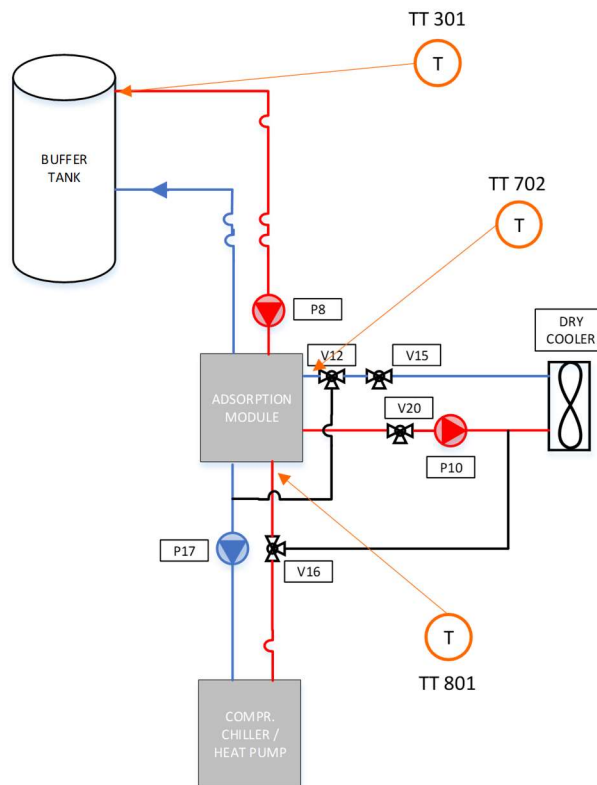 TT 301
T
BUFFER
TANK
TT 702
T
P8
DRY
COOLER
V12
V15
ADSORPTION
MODULE
V20
P10
P17
V16
T
TT 801
COMPR.
CHILLER /
HEAT PUMP